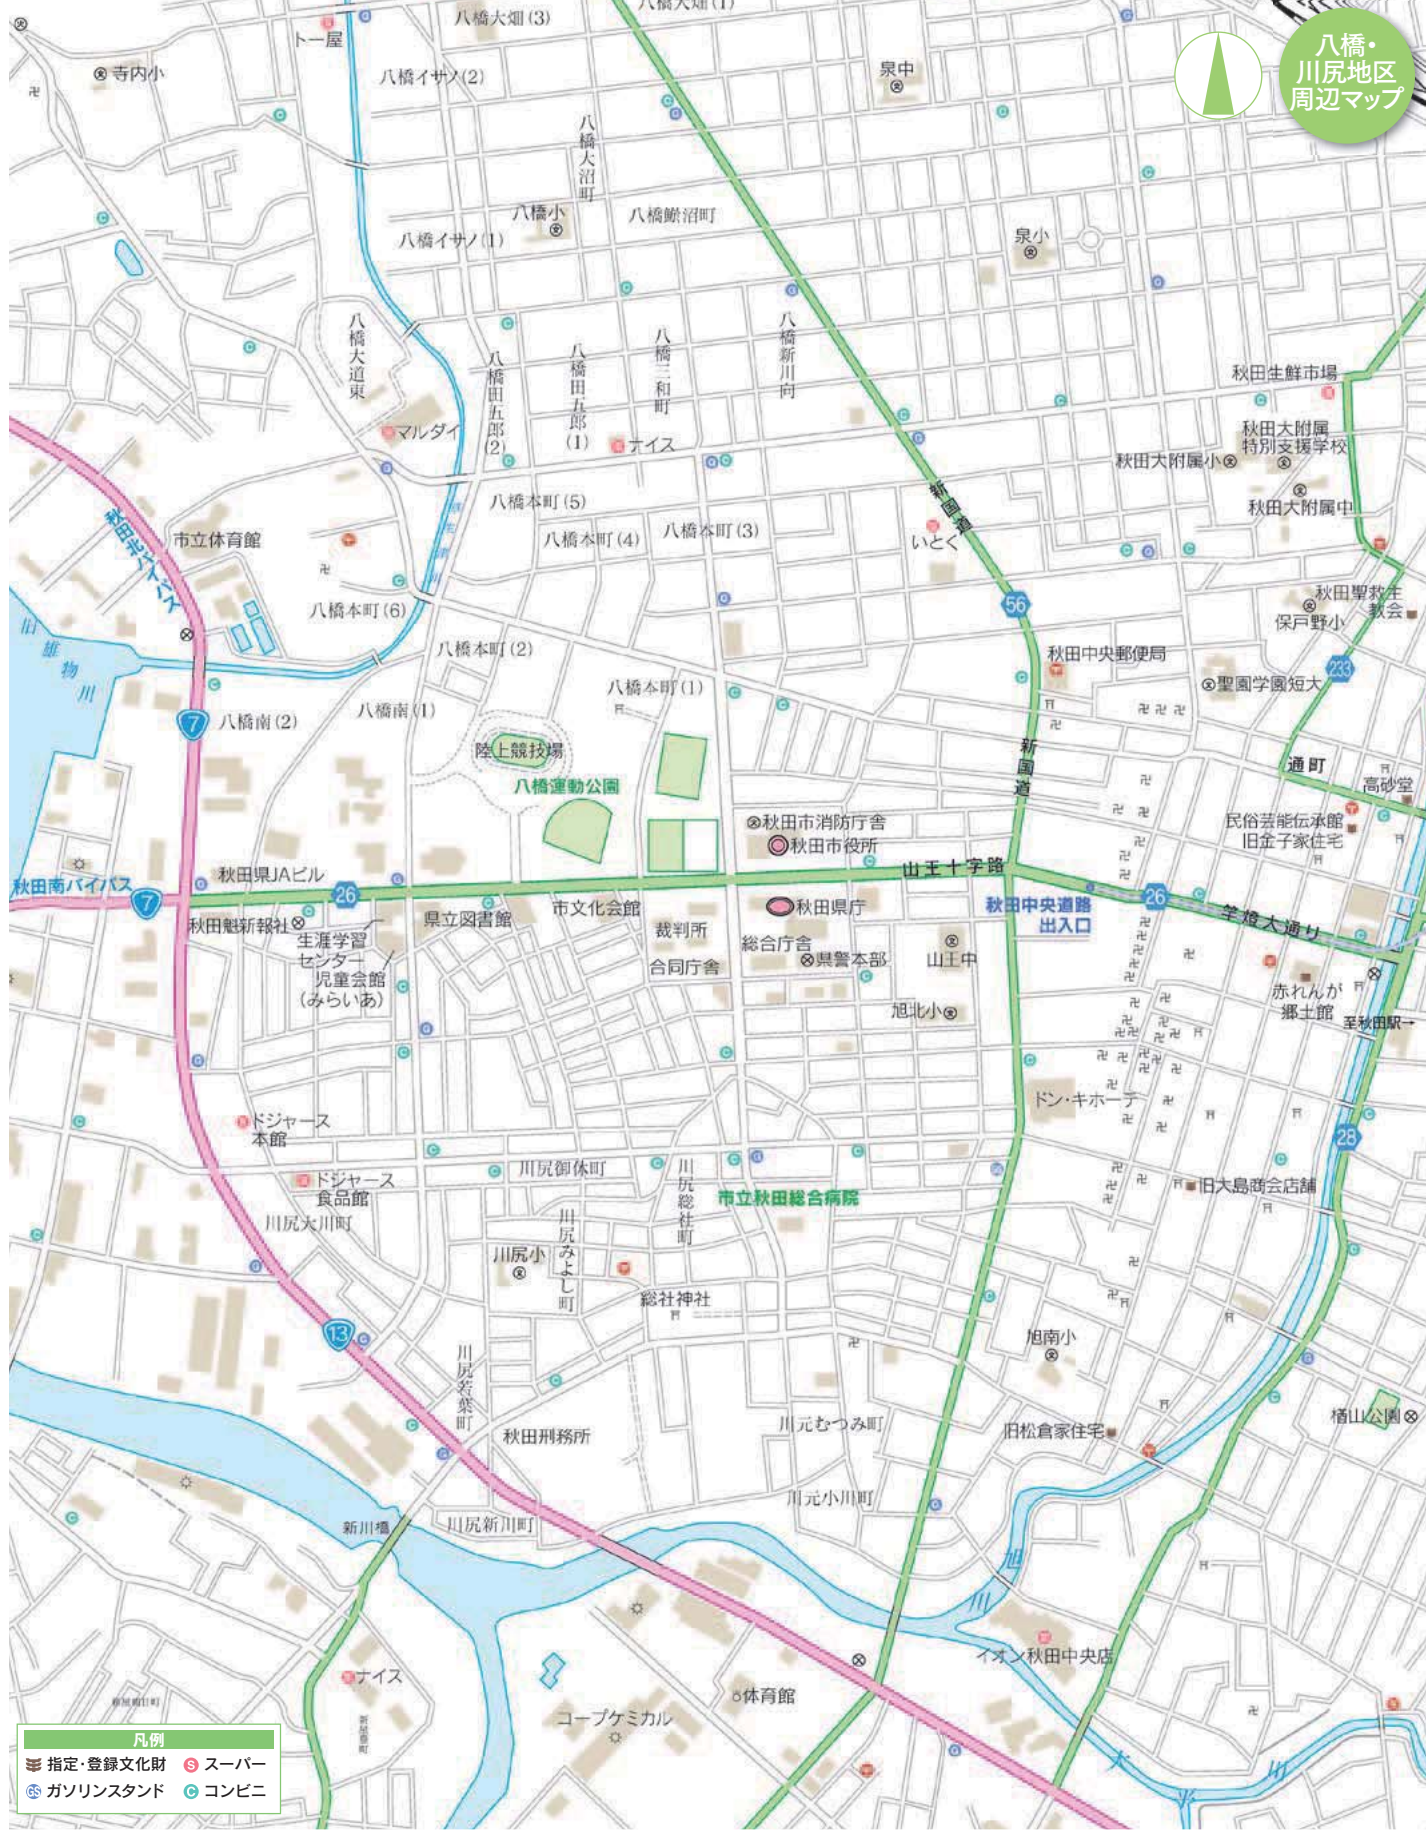 八橋・
川尻地区
周辺マップ
八橋大畑(3)
八橋大畑(1)
トー屋
寺内小
八橋イサノ(2)
泉中
八橋大沼町
八橋小
八橋鯲沼町
八橋イサノ(1)
泉小
八橋大道東
八橋田五郎(2)
八橋田五郎(1)
八橋三和町
八橋新川向
秋田生鮮市場
マルダイ
ナイス
秋田大附属
特別支援学校
秋田大附属小
秋田大附属中
八橋本町(5)
新国道
秋田北バイパス
市立体育館
八橋本町(4)
八橋本町(3)
いとく
八橋本町(6)
56
秋田聖救主
教会
保戸野小
旧雄物川
八橋本町(2)
秋田中央郵便局
233
聖園学園短大
八橋本町(1)
7
八橋南(2)
八橋南(1)
陸上競技場
新国道
通町
八橋運動公園
高砂堂
秋田市消防庁舎
秋田市役所
民俗芸能伝承館
旧金子家住宅
山王十字路
秋田県JAビル
秋田南バイパス
7
26
秋田魁新報社
生涯学習
センター
児童会館
(みらいあ)
県立図書館
市文化会館
秋田県庁
秋田中央道路
出入口
26
竿燈大通り
裁判所
合同庁舎
総合庁舎
県警本部
山王中
赤れんが
郷土館
旭北小
至秋田駅→
ドン・キホーテ
ドジャース
本館
28
川尻御休町
ドジャース
食品館
川尻総社町
市立秋田総合病院
旧大島商会店舗
川尻大川町
川尻みよし町
川尻小
総社神社
13
旭南小
川尻若葉町
川元むつみ町
旧松倉家住宅
楢山公園
秋田刑務所
川元小川町
新川橋
川尻新川町
旭川
イオン秋田中央店
ナイス
体育館
コープケミカル
太平川
凡例
指定・登録文化財
S スーパー
GS ガソリンスタンド
C コンビニ